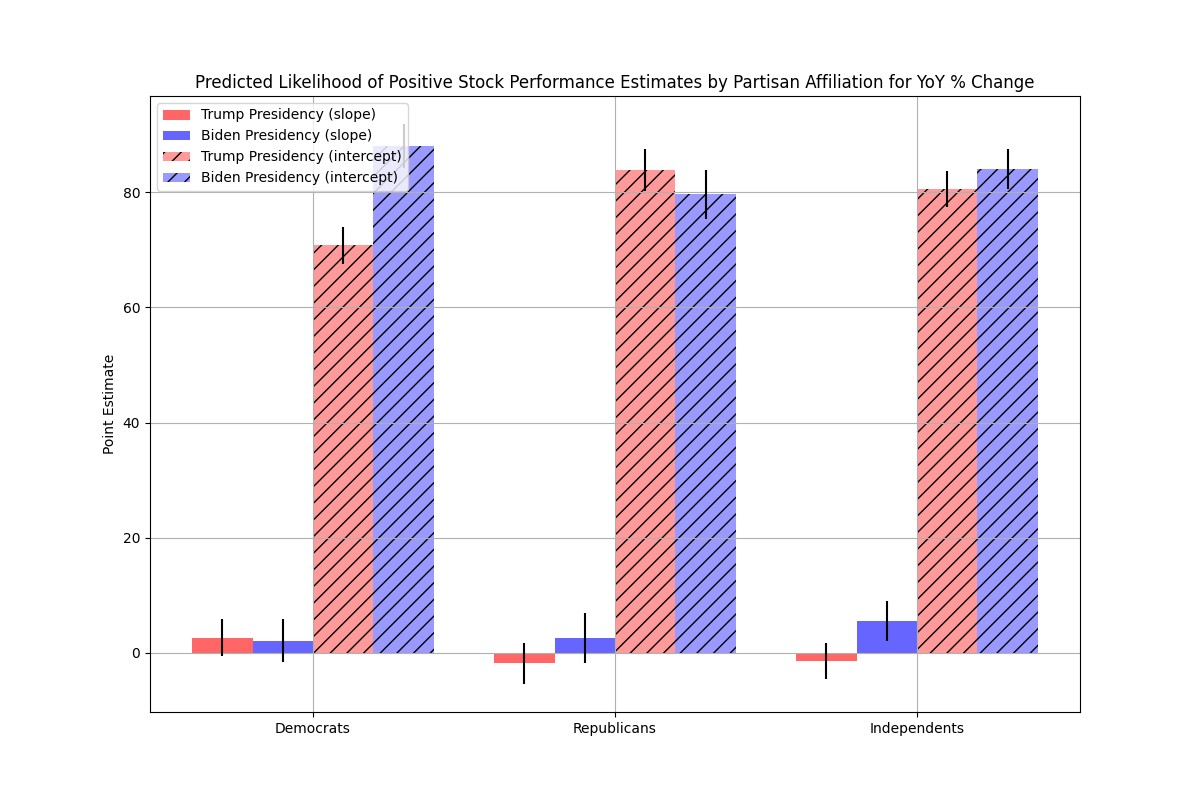 Predicted Likelihood of Positive Stock Performance Estimates by Partisan Affiliation for YoY % Change
Trump Presidency (slope)
Biden Presidency (slope)
Trump Presidency (intercept)
Biden Presidency (intercept)
80
60
40
20
0
Point Estimate
Democrats
Republicans
Independents